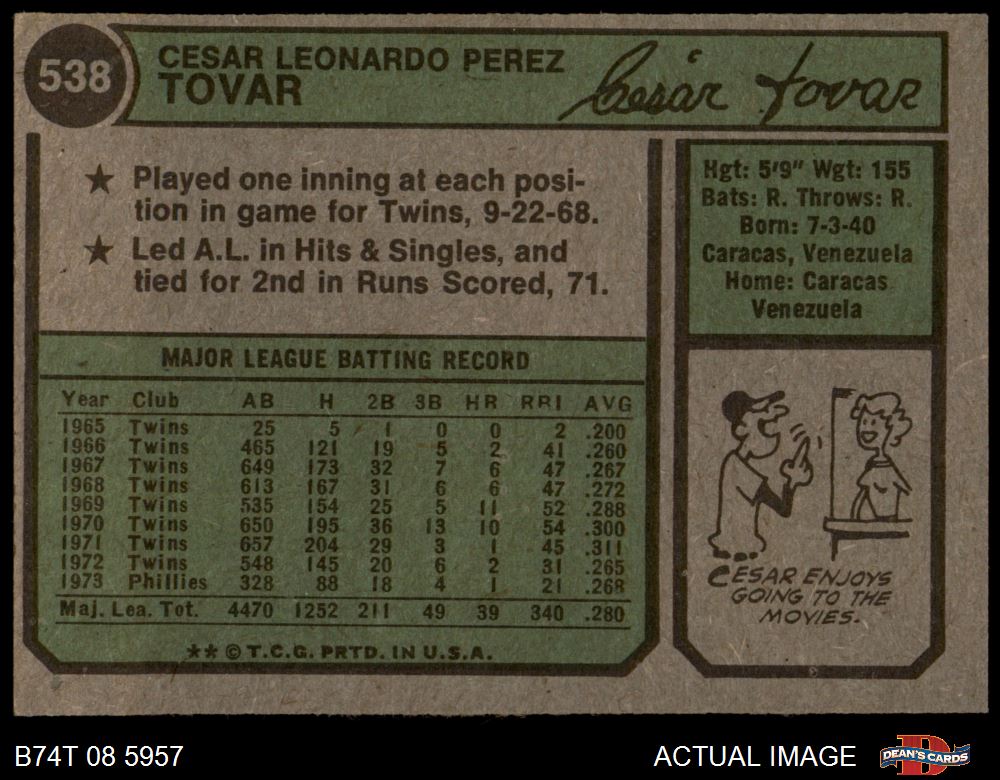 538
CESAR LEONARDO PEREZ
TOVAR
Cesár Tovar
★ Played one inning at each posi-
tion in game for Twins, 9-22-68.
★ Led A.L. in Hits & Singles, and
tied for 2nd in Runs Scored, 71.
Hgt: 5'9" Wgt: 155
Bats: R. Throws: R.
Born: 7-3-40
Caracas, Venezuela
Home: Caracas
Venezuela
MAJOR LEAGUE BATTING RECORD
Year Club AB H 2B 3B HR RBI AVG
1965 Twins 25 5 1 0 0 2 .200
1966 Twins 465 121 19 5 2 41 .260
1967 Twins 649 173 32 7 6 47 .267
1968 Twins 613 167 31 6 6 47 .272
1969 Twins 535 154 25 5 11 52 .288
1970 Twins 650 195 36 13 10 54 .300
1971 Twins 657 204 29 3 1 45 .311
1972 Twins 548 145 20 6 2 31 .265
1973 Phillies 328 88 18 4 1 21 .268
Maj. Lea. Tot. 4470 1252 211 49 39 340 .280
** © T.C.G. PRTD. IN U.S.A.
CESAR ENJOYS
GOING TO THE
MOVIES.
B74T 08 5957
ACTUAL IMAGE
D
DEAN'S CARDS